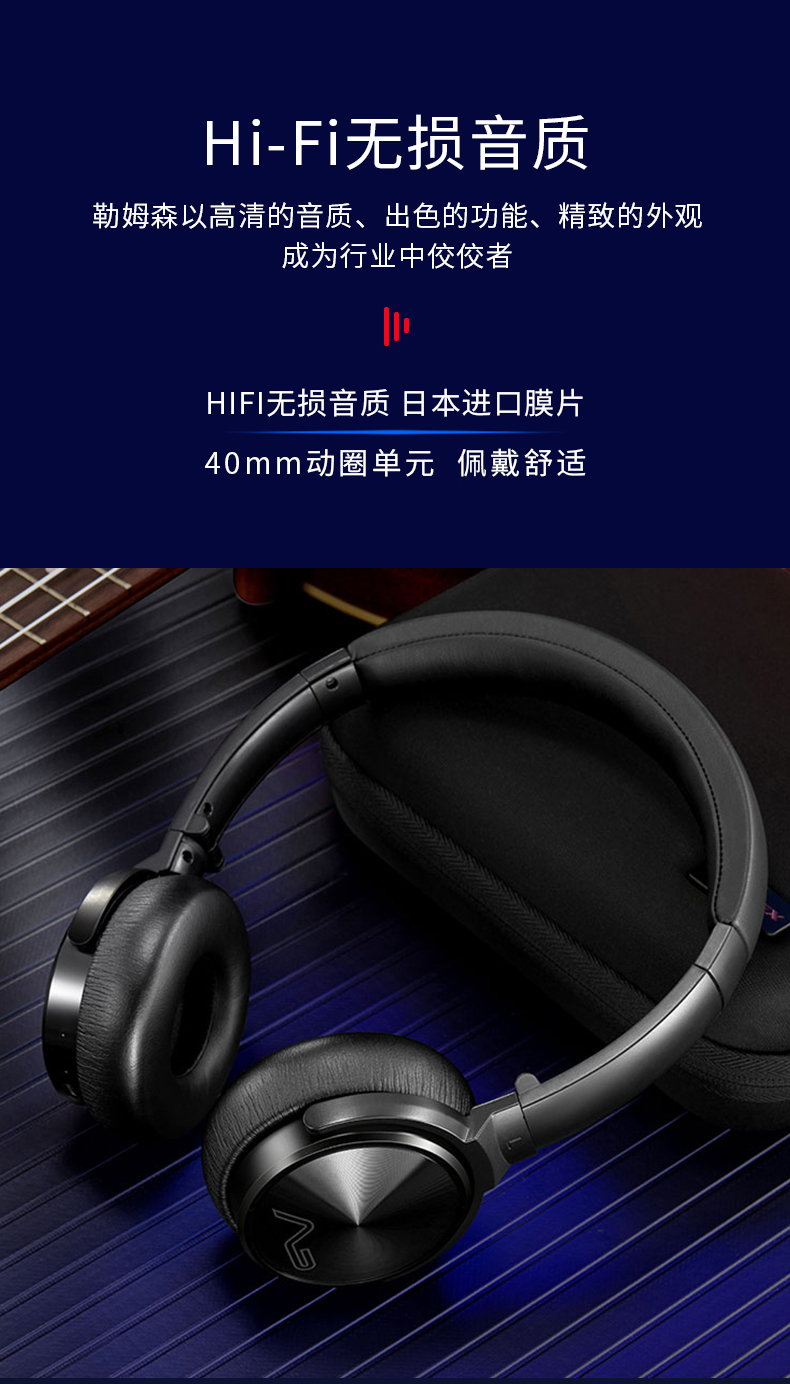 Hi-Fi无损音质
勒姆森以高清的音质、出色的功能、精致的外观
成为行业中佼佼者
HIFI无损音质 日本进口膜片
40mm动圈单元 佩戴舒适